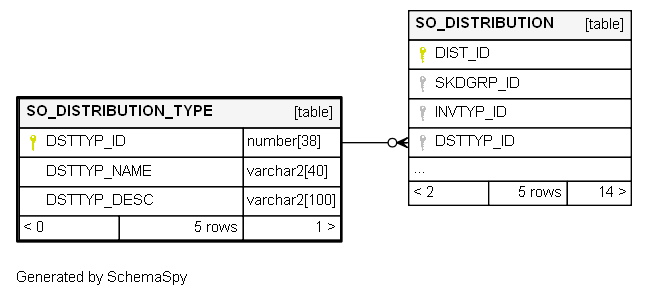 SO_DISTRIBUTION [table]
DIST_ID
SKDGRP_ID
INVTYP_ID
DSTTYP_ID
...
< 2 5 rows 14 >
SO_DISTRIBUTION_TYPE [table]
DSTTYP_ID number[38]
DSTTYP_NAME varchar2[40]
DSTTYP_DESC varchar2[100]
< 0 5 rows 1 >
Generated by SchemaSpy